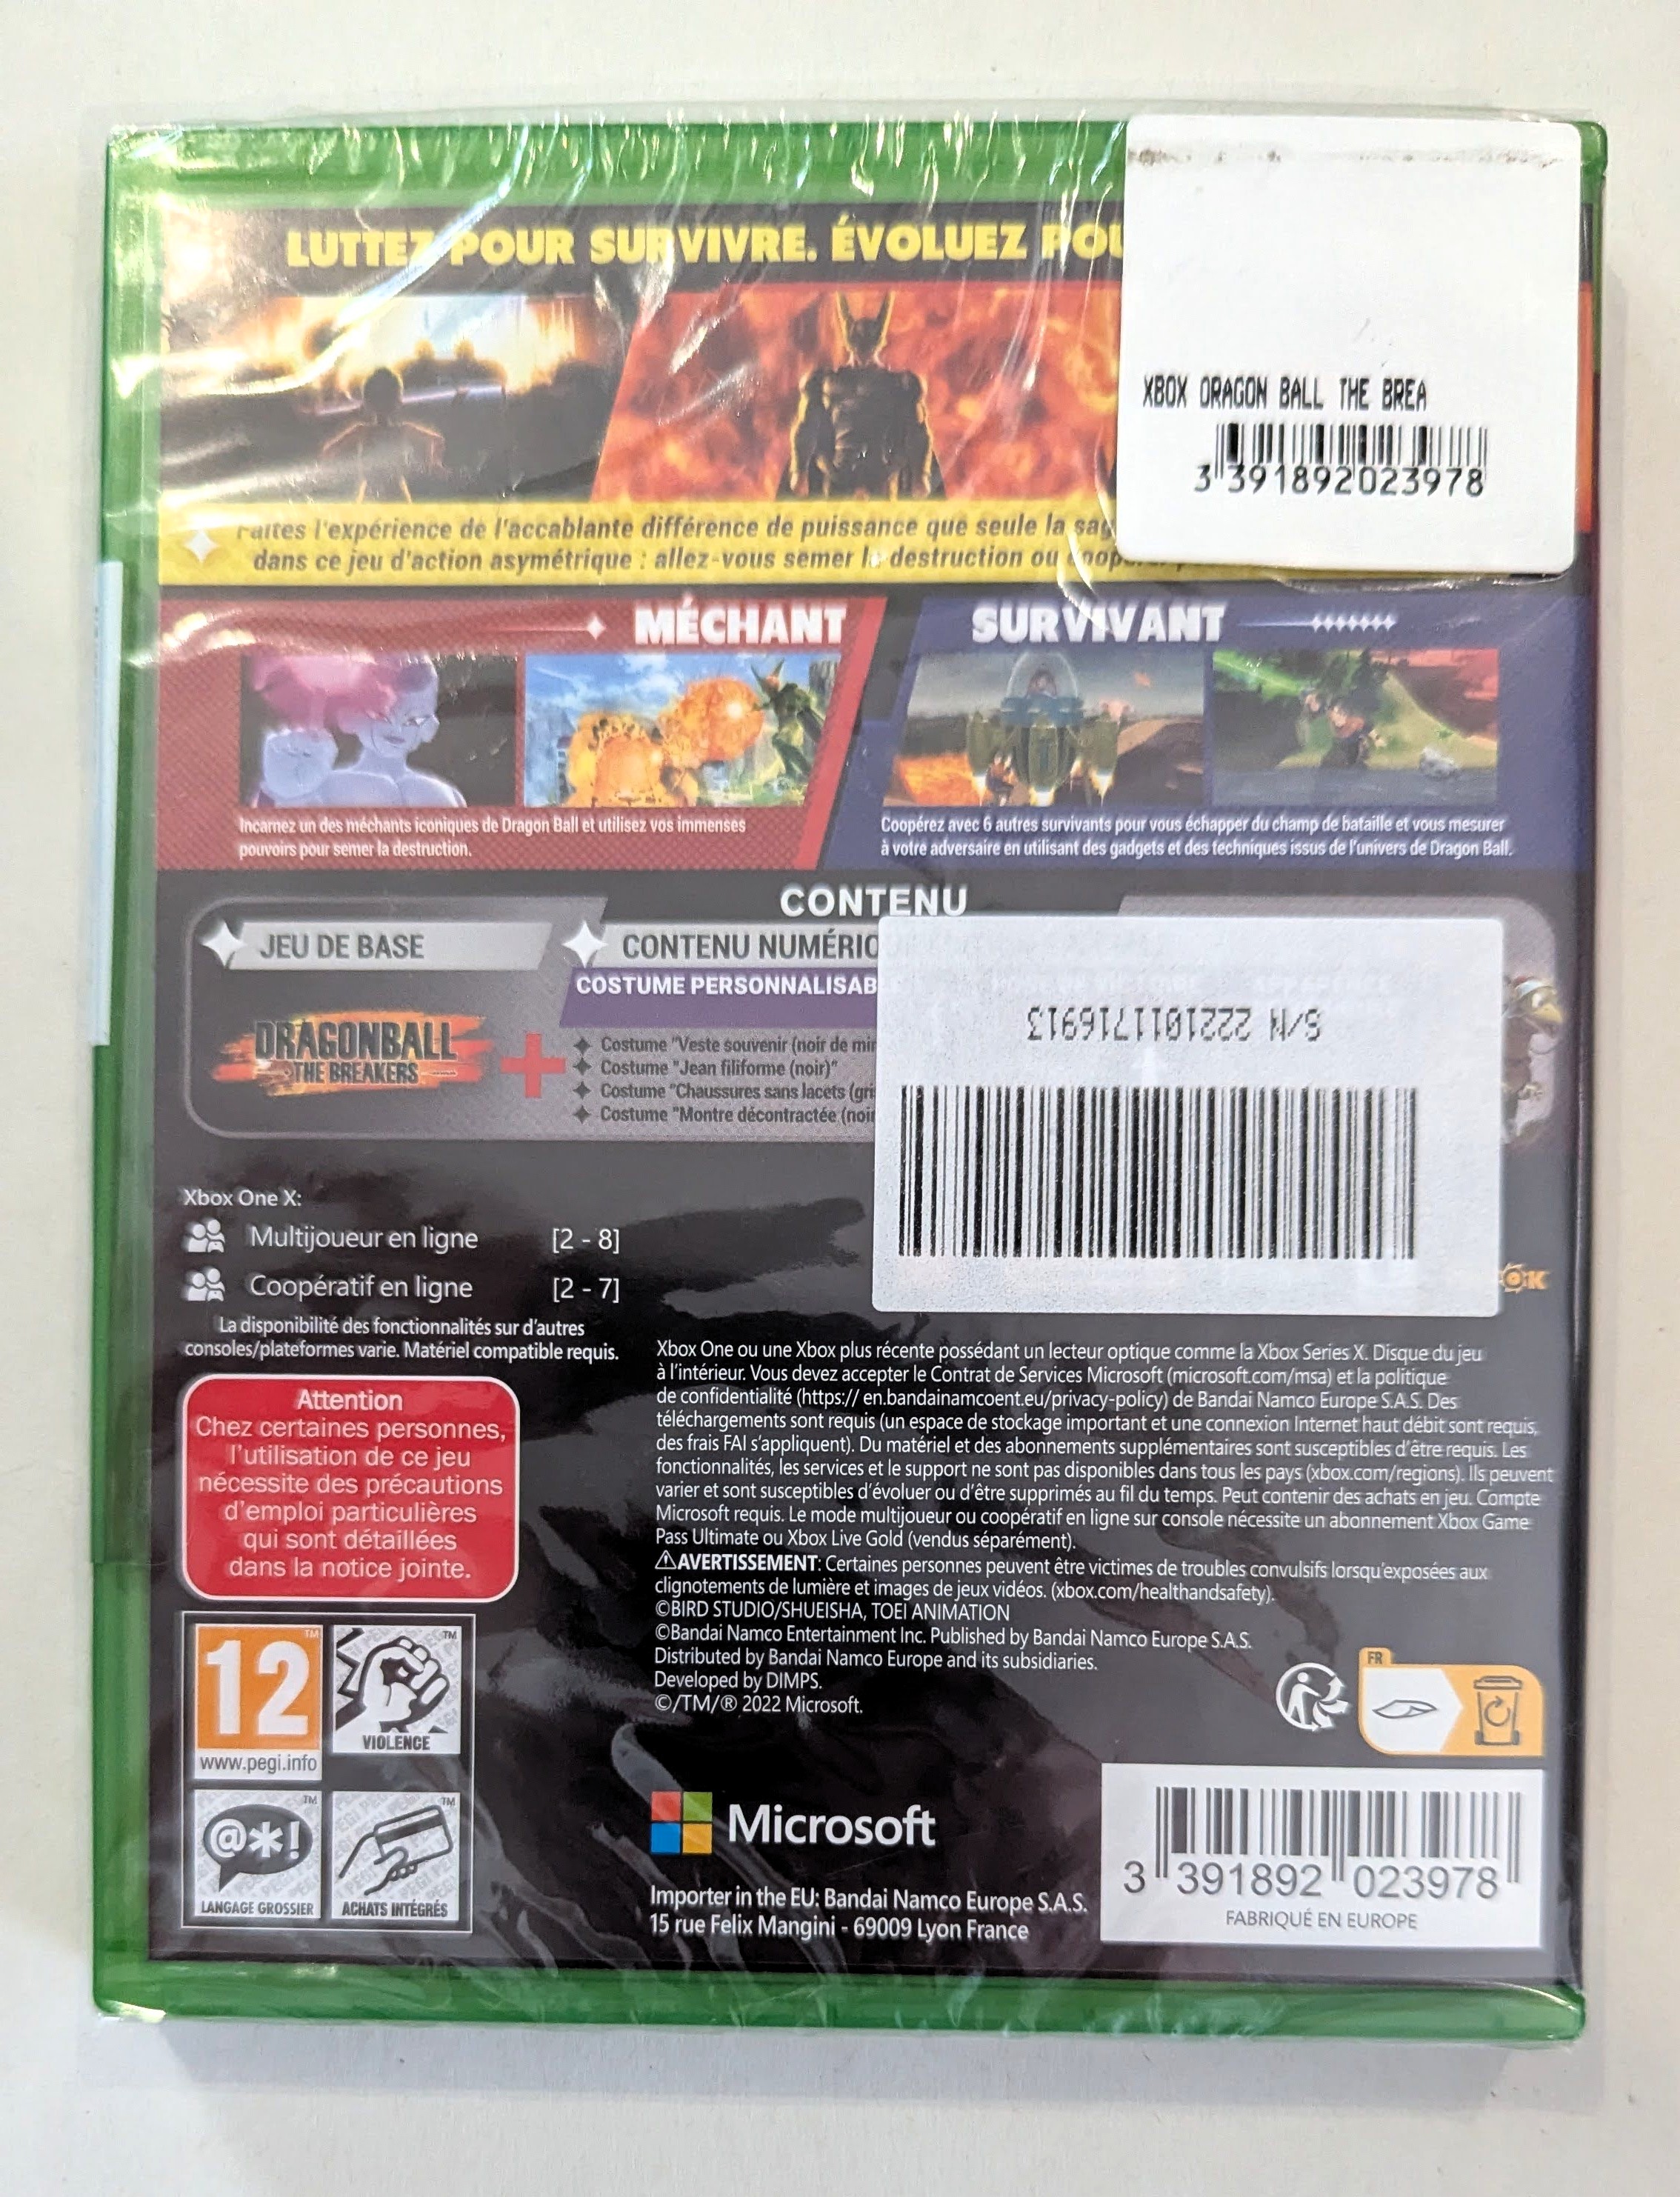 LUTTEZ POUR SURVIVRE. ÉVOLUEZ
XBOX DRAGON BALL THE BREA
3 391892 023978
Faites l'expérience de l'accablante différence de puissance que seule la
dans ce jeu d'action asymétrique : allez-vous semer la destruction ou
MÉCHANT
Incarnez un des méchants iconiques de Dragon Ball et utilisez vos immenses
pouvoirs pour semer la destruction.
SURVIVANT
Coopérez avec 6 autres survivants pour vous échapper du champ de bataille et vous mesurer
à votre adversaire en utilisant des gadgets et des techniques issus de l'univers de Dragon Ball.
CONTENU
JEU DE BASE
DRAGONBALL
THE BREAKERS
+
CONTENU
COSTUME
Costume "Veste souvenir (noir de
Costume "Jean filiforme (noir)"
Costume "Chaussures sans lacets
Costume "Montre décontractée
S/N 2221011716913
Xbox One X:
Multijoueur en ligne [2 - 8]
Coopératif en ligne [2 - 7]
La disponibilité des fonctionnalités sur d'autres
consoles/plateformes varie. Matériel compatible requis.
Attention
Chez certaines personnes,
l'utilisation de ce jeu
nécessite des précautions
d'emploi particulières
qui sont détaillées
dans la notice jointe.
Xbox One ou une Xbox plus récente possédant un lecteur optique comme la Xbox Series X. Disque du jeu
à l'intérieur. Vous devez accepter le Contrat de Services Microsoft (microsoft.com/msa) et la politique
de confidentialité (https:// en.bandainamcoent.eu/privacy-policy) de Bandai Namco Europe S.A.S. Des
téléchargements sont requis (un espace de stockage important et une connexion Internet haut débit sont requis,
des frais FAI s'appliquent). Du matériel et des abonnements supplémentaires sont susceptibles d'être requis. Les
fonctionnalités, les services et le support ne sont pas disponibles dans tous les pays (xbox.com/regions). Ils peuvent
varier et sont susceptibles d'évoluer ou d'être supprimés au fil du temps. Peut contenir des achats en jeu. Compte
Microsoft requis. Le mode multijoueur ou coopératif en ligne sur console nécessite un abonnement Xbox Game
Pass Ultimate ou Xbox Live Gold (vendus séparément).
⚠AVERTISSEMENT: Certaines personnes peuvent être victimes de troubles convulsifs lorsqu'exposées aux
clignotements de lumière et images de jeux vidéos. (xbox.com/healthandsafety).
©BIRD STUDIO/SHUEISHA, TOEI ANIMATION
©Bandai Namco Entertainment Inc. Published by Bandai Namco Europe S.A.S.
Distributed by Bandai Namco Europe and its subsidiaries.
Developed by DIMPS.
©/TM/® 2022 Microsoft.
12 TM
www.pegi.info
TM
VIOLENCE
@*! TM
LANGAGE GROSSIER
TM
ACHATS INTÉGRÉS
FR
Microsoft
Importer in the EU: Bandai Namco Europe S.A.S.
15 rue Felix Mangini - 69009 Lyon France
3 391892 023978
FABRIQUÉ EN EUROPE